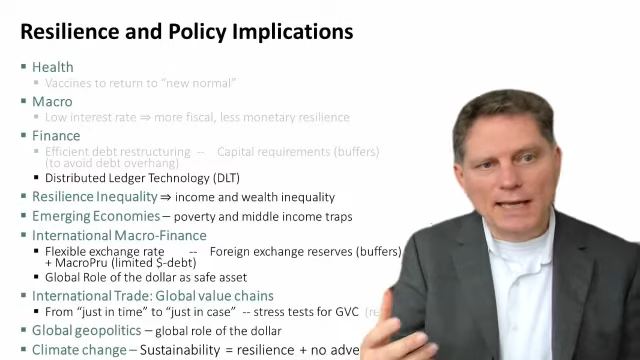 Resilience and Policy Implications
▪ Health
▪ Vaccines to return to “new normal”
▪ Macro
▪ Low interest rate ⇒ more fiscal, less monetary resilience
▪ Finance
▪ Efficient debt restructuring -- Capital requirements (buffers)
(to avoid debt overhang)
▪ Distributed Ledger Technology (DLT)
▪ Resilience Inequality ⇒ income and wealth inequality
▪ Emerging Economies – poverty and middle income traps
▪ International Macro-Finance
▪ Flexible exchange rate -- Foreign exchange reserves (buffers)
+ MacroPru (limited $-debt)
▪ Global Role of the dollar as safe asset
▪ International Trade: Global value chains
▪ From “just in time” to “just in case” -- stress tests for GVC
▪ Global geopolitics – global role of the dollar
▪ Climate change – Sustainability = resilience + no